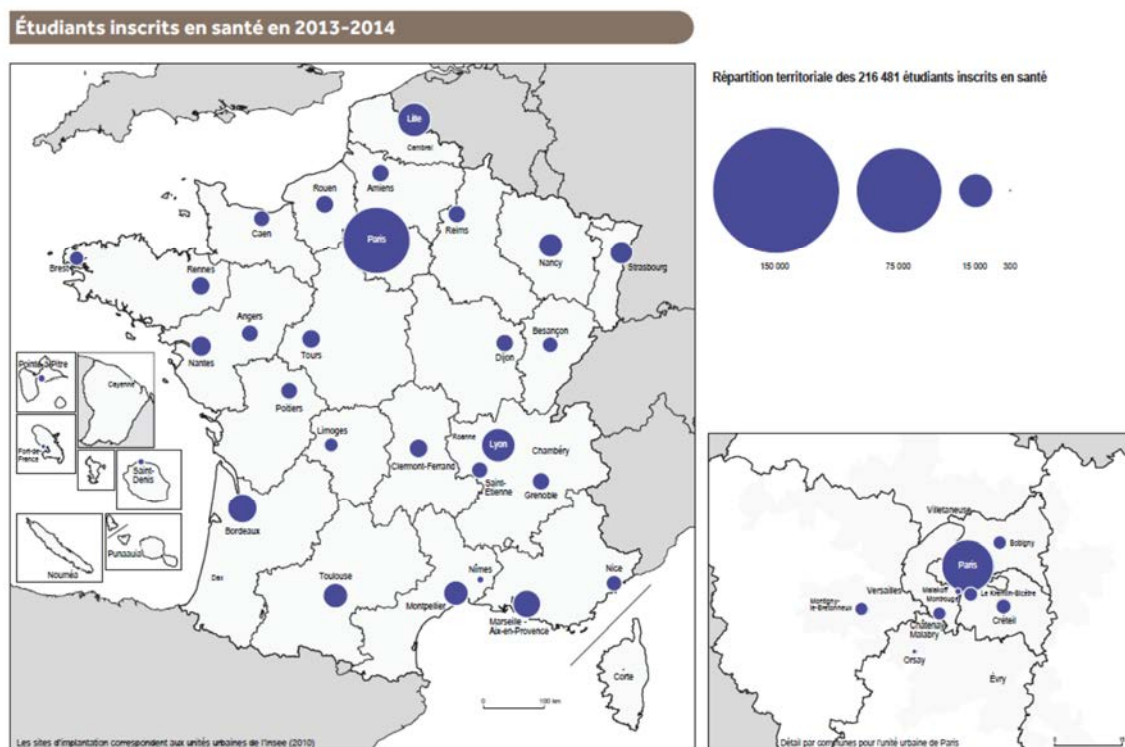 Étudiants inscrits en santé en 2013-2014
Répartition territoriale des 216 481 étudiants inscrits en santé
150 000
75 000
15 000
300
Lille
Cambrai
Amiens
Rouen
Caen
Paris
Reims
Nancy
Strasbourg
Brest
Rennes
Angers
Nantes
Tours
Dijon
Besançon
Poitiers
Limoges
Clermont-Ferrand
Roanne
Lyon
Chambéry
Saint-
Etienne
Grenoble
Bordeaux
Dax
Toulouse
Montpellier
Nîmes
Marseille -
Aix-en-Provence
Nice
Corte
0
100 km
Pointe-à-Pitre
Cayenne
Fort-de-
France
Saint-
Denis
Nouméa
Punaauia
Les sites d'implantation correspondent aux unités urbaines de l'Insee (2010)
Villetaneuse
Bobigny
Paris
Malakoff
Montrouge
Le Kremlin-Bicêtre
Versailles
Montigny-
le-Bretonneux
Châtenay-
Malabry
Créteil
Orsay
Évry
0
Détail par communes pour l'unité urbaine de Paris